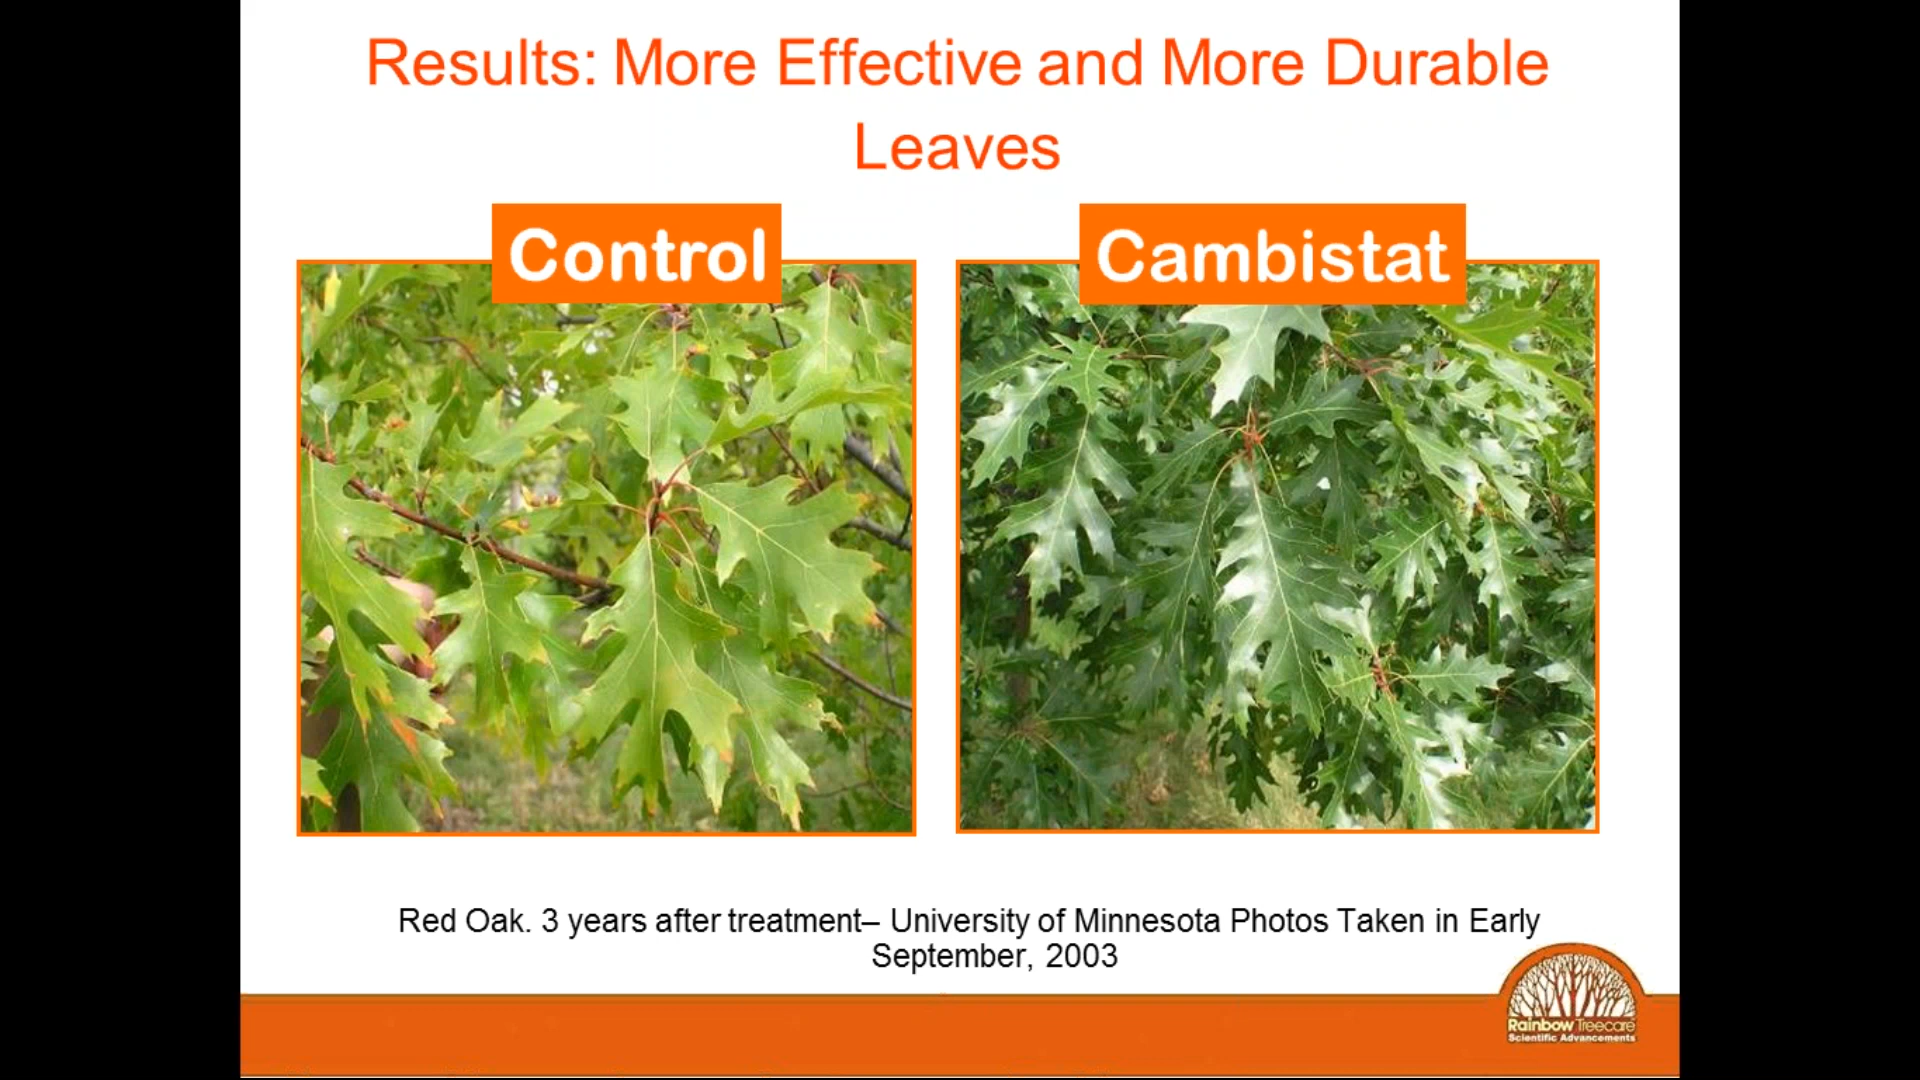 Results: More Effective and More Durable
Leaves
Control
Cambistat
Red Oak. 3 years after treatment– University of Minnesota Photos Taken in Early
September, 2003
Rainbow Treecare
Scientific Advancements